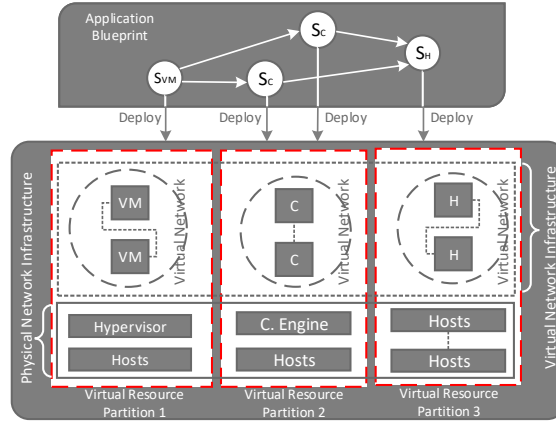 Application
Blueprint
SC
SH
SVM
SC
Deploy
Deploy
Deploy
Deploy
Physical Network Infrastructure
Virtual Network Infrastructure
VM
VM
Virtual Network
C
C
Virtual Network
H
H
Virtual Network
Hypervisor
Hosts
C. Engine
Hosts
Hosts
Hosts
Virtual Resource
Partition 1
Virtual Resource
Partition 2
Virtual Resource
Partition 3